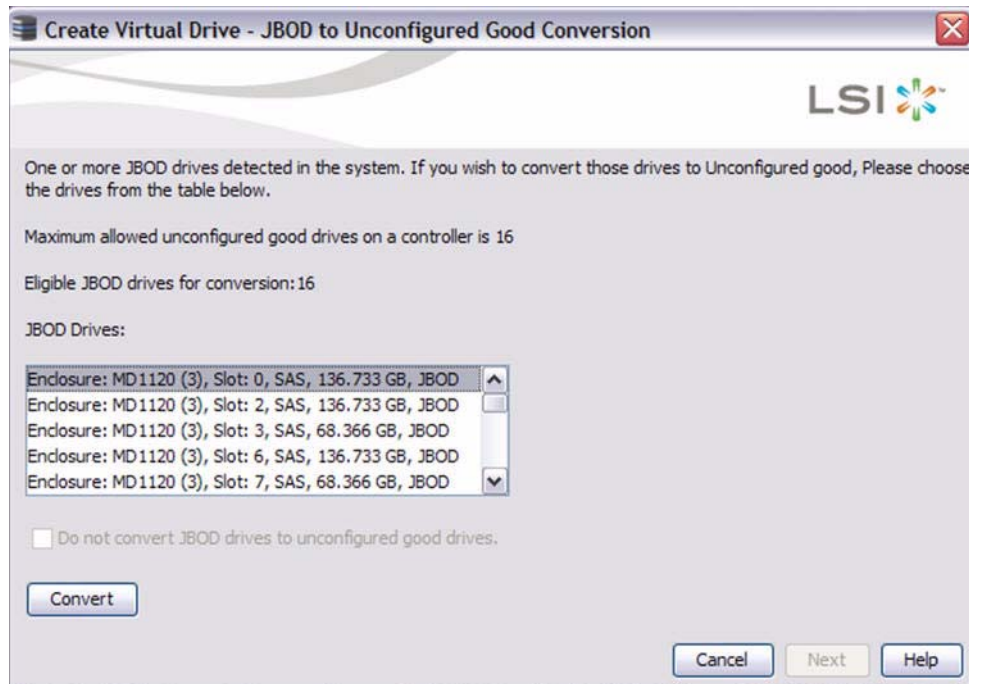 Create Virtual Drive - JBOD to Unconfigured Good Conversion
LSI
One or more JBOD drives detected in the system. If you wish to convert those drives to Unconfigured good, Please choose
the drives from the table below.
Maximum allowed unconfigured good drives on a controller is 16
Eligible JBOD drives for conversion:16
JBOD Drives:
Enclosure: MD1120 (3), Slot: 0, SAS, 136.733 GB, JBOD
Enclosure: MD1120 (3), Slot: 2, SAS, 136.733 GB, JBOD
Enclosure: MD1120 (3), Slot: 3, SAS, 68.366 GB, JBOD
Enclosure: MD1120 (3), Slot: 6, SAS, 136.733 GB, JBOD
Enclosure: MD1120 (3), Slot: 7, SAS, 68.366 GB, JBOD
Do not convert JBOD drives to unconfigured good drives.
Convert
Cancel Next Help